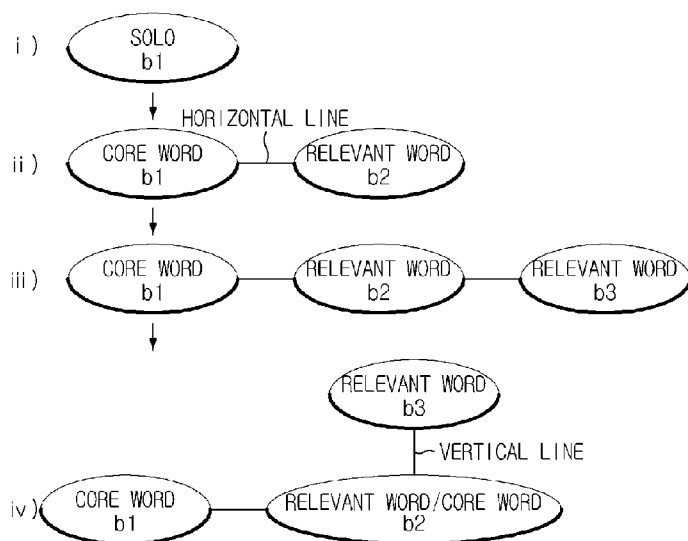 i) SOLO
b1
HORIZONTAL LINE
ii) CORE WORD RELEVANT WORD
b1 b2
iii) CORE WORD RELEVANT WORD RELEVANT WORD
b1 b2 b3
RELEVANT WORD
b3
VERTICAL LINE
iv) CORE WORD RELEVANT WORD/CORE WORD
b1 b2